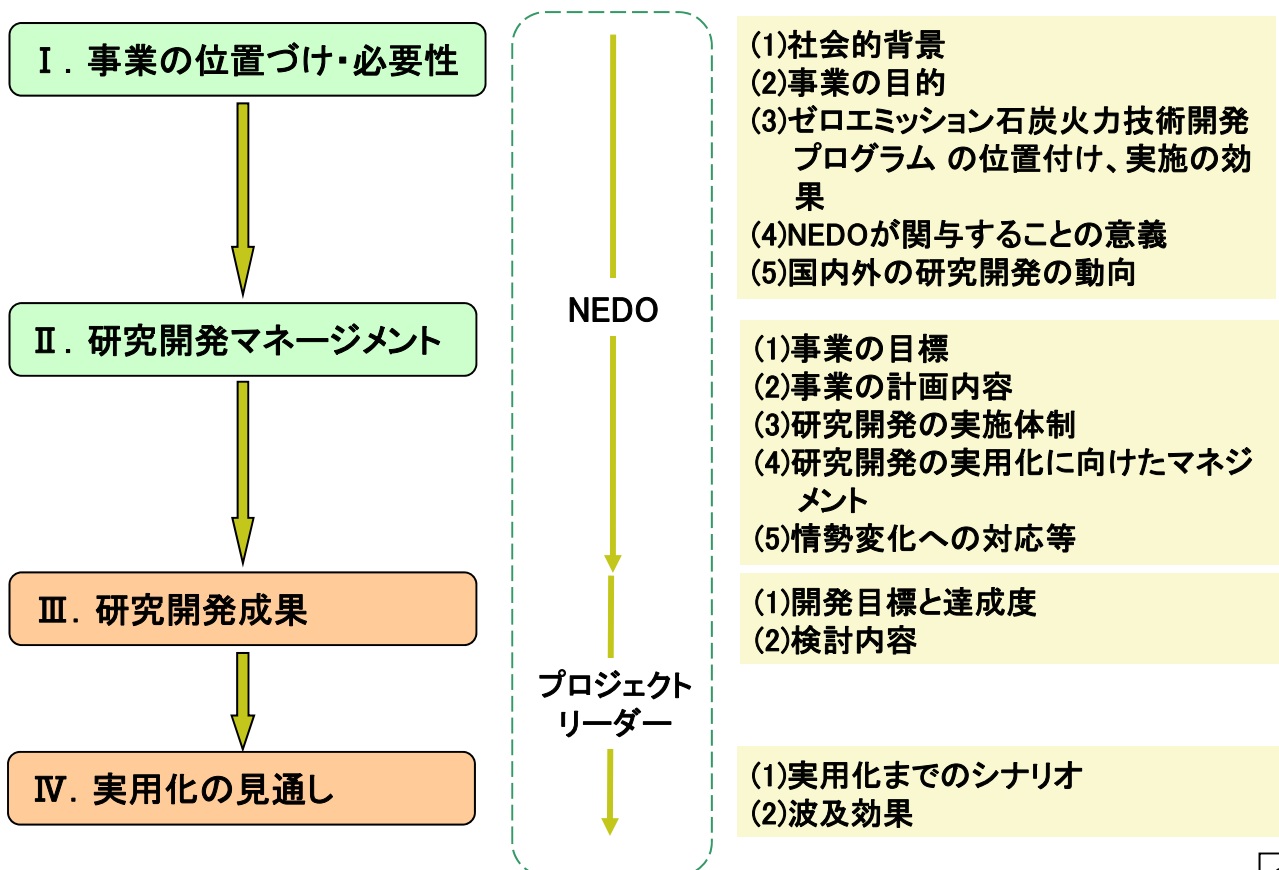 Ⅰ. 事業の位置づけ・必要性
(1)社会的背景
(2)事業の目的
(3)ゼロエミッション石炭火力技術開発
プログラム の位置付け、実施の効
果
(4)NEDOが関与することの意義
(5)国内外の研究開発の動向
NEDO
Ⅱ. 研究開発マネージメント
(1)事業の目標
(2)事業の計画内容
(3)研究開発の実施体制
(4)研究開発の実用化に向けたマネジ
メント
(5)情勢変化への対応等
Ⅲ. 研究開発成果
(1)開発目標と達成度
(2)検討内容
プロジェクト
リーダー
Ⅳ. 実用化の見通し
(1)実用化までのシナリオ
(2)波及効果